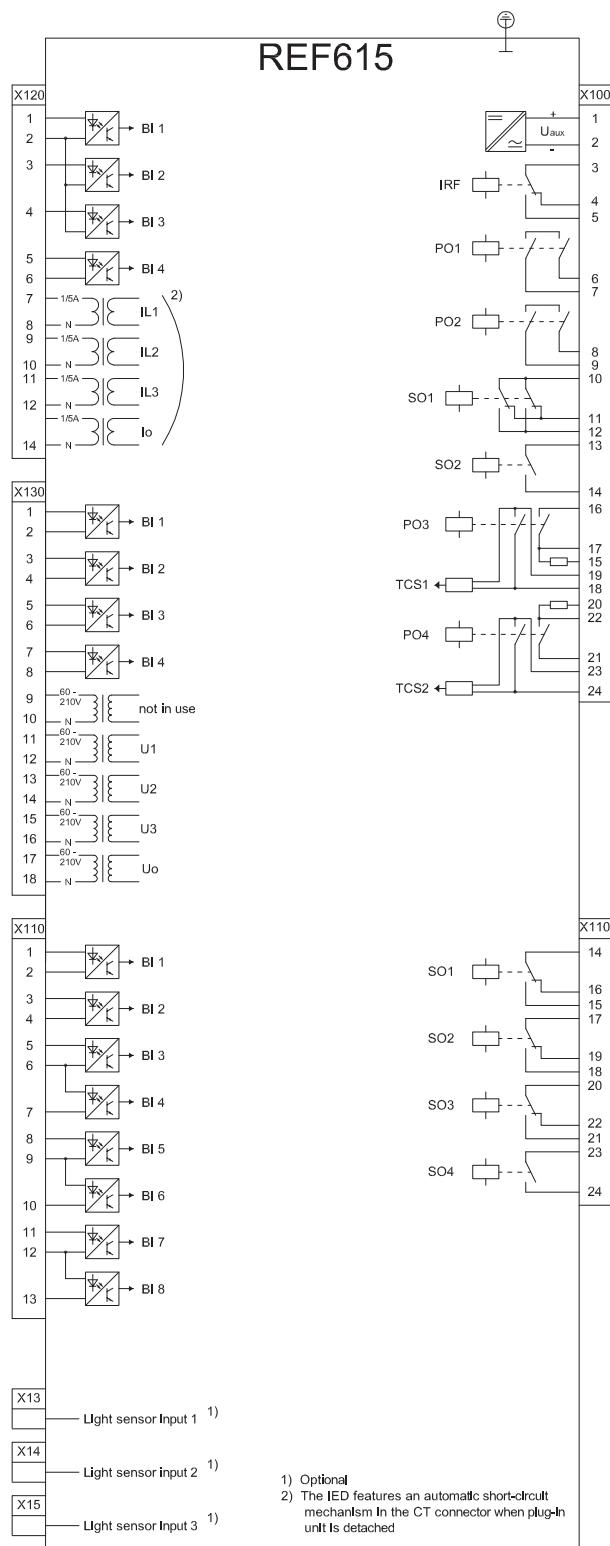 REF615
X120
1
2
BI 1
3
BI 2
4
BI 3
5
6
BI 4
7
1/5A
2)
IL1
8
N
9
1/5A
IL2
10
N
11
1/5A
IL3
12
N
1/5A
Io
14
N
X130
1
2
BI 1
3
4
BI 2
5
6
BI 3
7
8
BI 4
9
60 -
210V
not in use
10
N
11
60 -
210V
U1
12
N
13
60 -
210V
U2
14
N
15
60 -
210V
U3
16
N
17
60 -
210V
Uo
18
N
X110
1
2
BI 1
3
4
BI 2
5
6
BI 3
7
BI 4
8
9
BI 5
10
BI 6
11
12
BI 7
13
BI 8
X13
Light sensor input 1 1)
X14
Light sensor input 2 1)
X15
Light sensor input 3 1)
X100
+
1
Uaux
2
-
3
IRF
4
5
PO1
6
7
PO2
8
9
10
SO1
11
12
13
SO2
14
16
PO3
17
15
19
TCS1
18
20
22
PO4
21
23
TCS2
24
X110
14
SO1
16
15
17
SO2
19
18
20
SO3
22
21
23
SO4
24
1) Optional
2) The IED features an automatic short-circuit
mechanism in the CT connector when plug-in
unit is detached